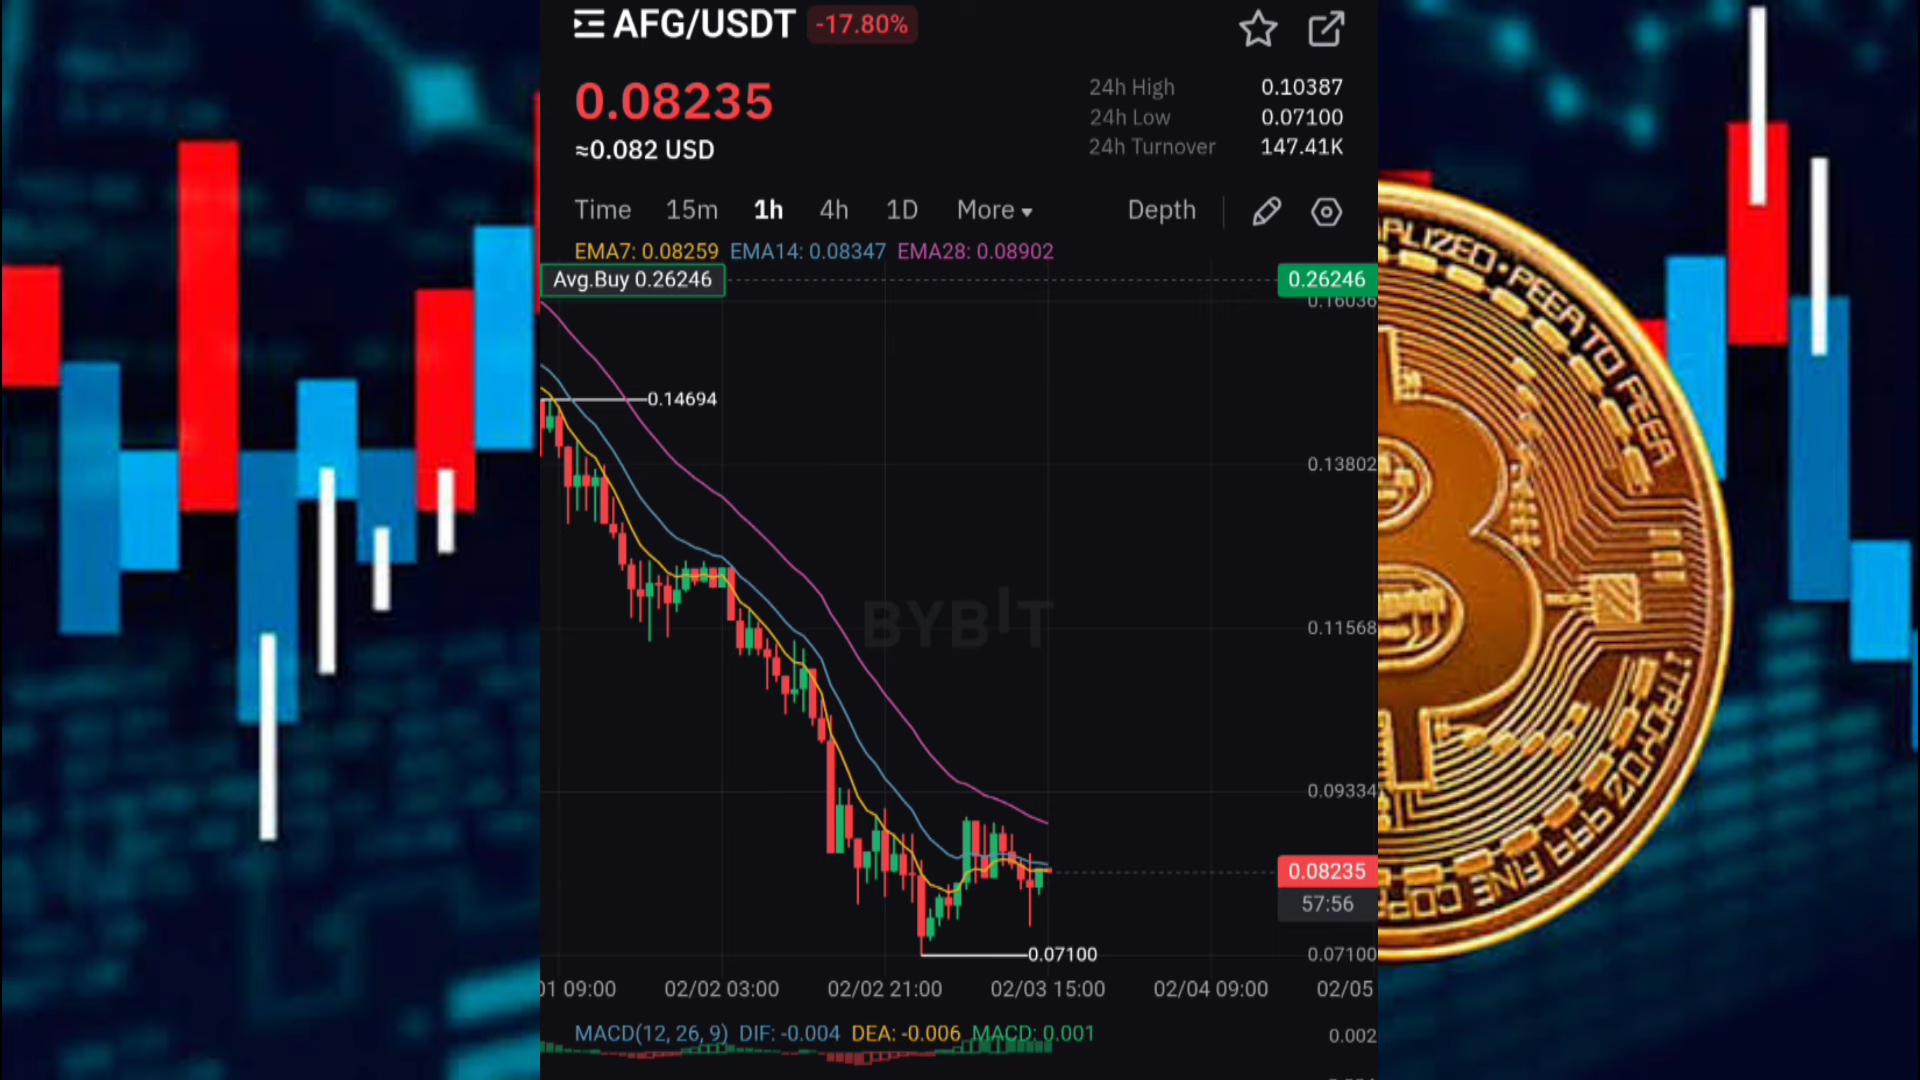 AFG/USDT -17.80%
0.08235
≈0.082 USD
24h High 0.10387
24h Low 0.07100
24h Turnover 147.41K
Time 15m 1h 4h 1D More Depth
EMA7: 0.08259 EMA14: 0.08347 EMA28: 0.08902
Avg.Buy 0.26246 0.26246
0.16036
0.14694
0.13802
BYBIT
0.11568
0.09334
0.08235
57:56
0.07100 0.07100
01 09:00 02/02 03:00 02/02 21:00 02/03 15:00 02/04 09:00 02/05
MACD(12, 26, 9) DIF: -0.004 DEA: -0.006 MACD: 0.001
0.002
PEER TO PEER